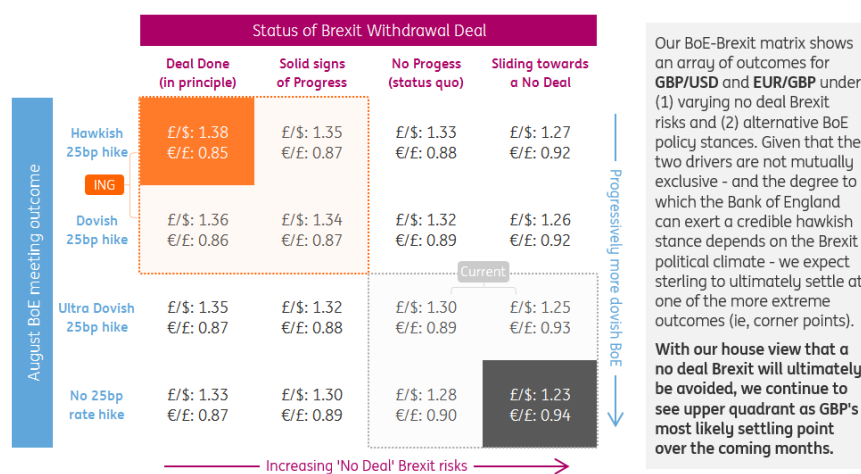 Status of Brexit Withdrawal Deal
Deal Done
(in principle)
Solid signs
of Progress
No Progess
(status quo)
Sliding towards
a No Deal
August BoE meeting outcome
Hawkish
25bp hike
£/$: 1.38
€/£: 0.85
£/$: 1.35
€/£: 0.87
£/$: 1.33
€/£: 0.88
£/$: 1.27
€/£: 0.92
ING
Dovish
25bp hike
£/$: 1.36
€/£: 0.86
£/$: 1.34
€/£: 0.87
£/$: 1.32
€/£: 0.89
£/$: 1.26
€/£: 0.92
Current
Ultra Dovish
25bp hike
£/$: 1.35
€/£: 0.87
£/$: 1.32
€/£: 0.88
£/$: 1.30
€/£: 0.89
£/$: 1.25
€/£: 0.93
No 25bp
rate hike
£/$: 1.33
€/£: 0.87
£/$: 1.30
€/£: 0.89
£/$: 1.28
€/£: 0.90
£/$: 1.23
€/£: 0.94
Progressively more dovish BoE
Increasing 'No Deal' Brexit risks
Our BoE-Brexit matrix shows
an array of outcomes for
GBP/USD and EUR/GBP under
(1) varying no deal Brexit
risks and (2) alternative BoE
policy stances. Given that the
two drivers are not mutually
exclusive - and the degree to
which the Bank of England
can exert a credible hawkish
stance depends on the Brexit
political climate - we expect
sterling to ultimately settle at
one of the more extreme
outcomes (ie, corner points).
With our house view that a
no deal Brexit will ultimately
be avoided, we continue to
see upper quadrant as GBP's
most likely settling point
over the coming months.